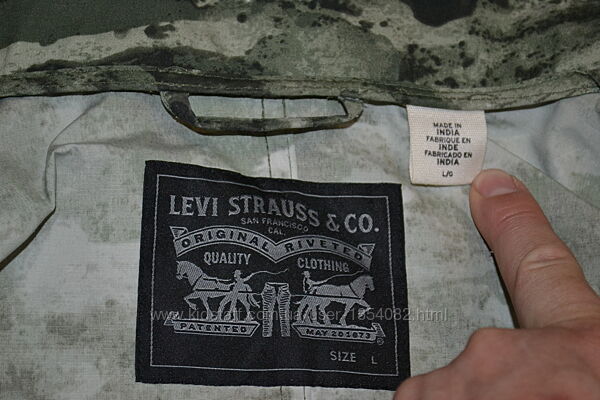 MADE IN
INDIA
FABRIQUE EN
INDE
FABRICADO EN
INDIA
L/G
LEVI STRAUSS & CO.
SAN FRANCISCO
CAL.
ORIGINAL RIVETED
QUALITY CLOTHING
PATENTED MAY 20 1873
SIZE L